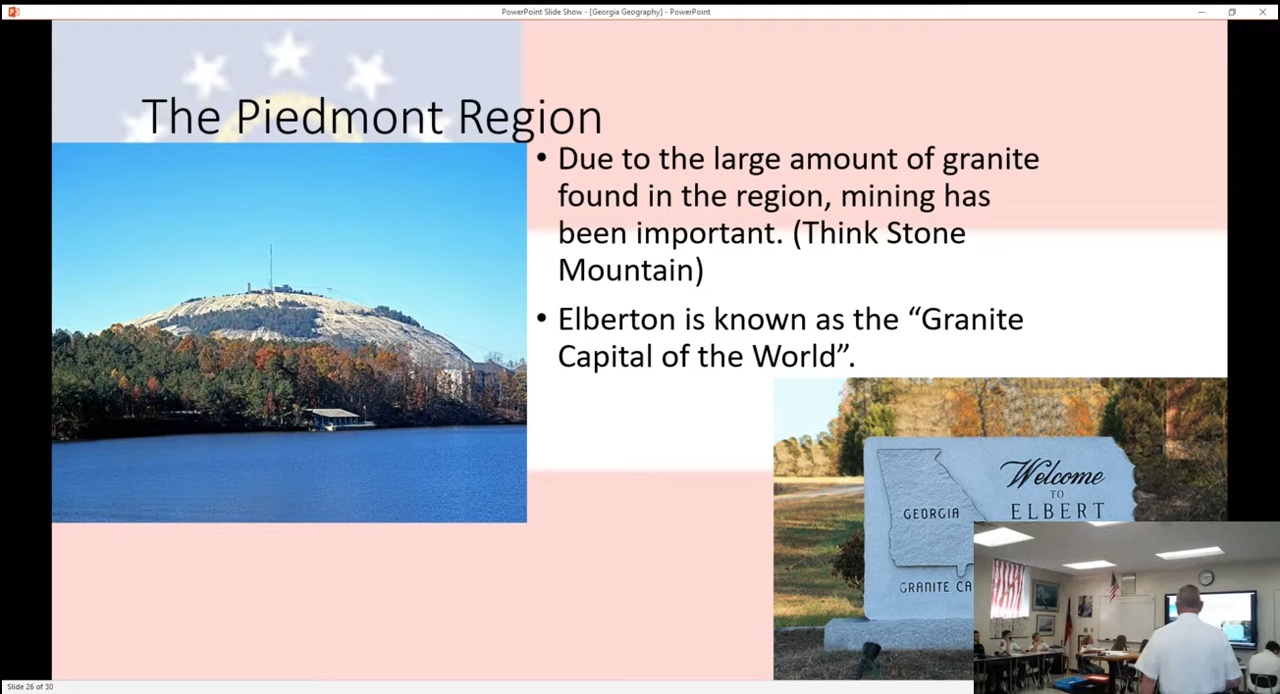 PowerPoint Slide Show - [Georgia Geography] - PowerPoint
The Piedmont Region
• Due to the large amount of granite
found in the region, mining has
been important. (Think Stone
Mountain)
• Elberton is known as the “Granite
Capital of the World”.
Welcome
TO
ELBERT
GEORGIA
GRANITE CA
Slide 26 of 30